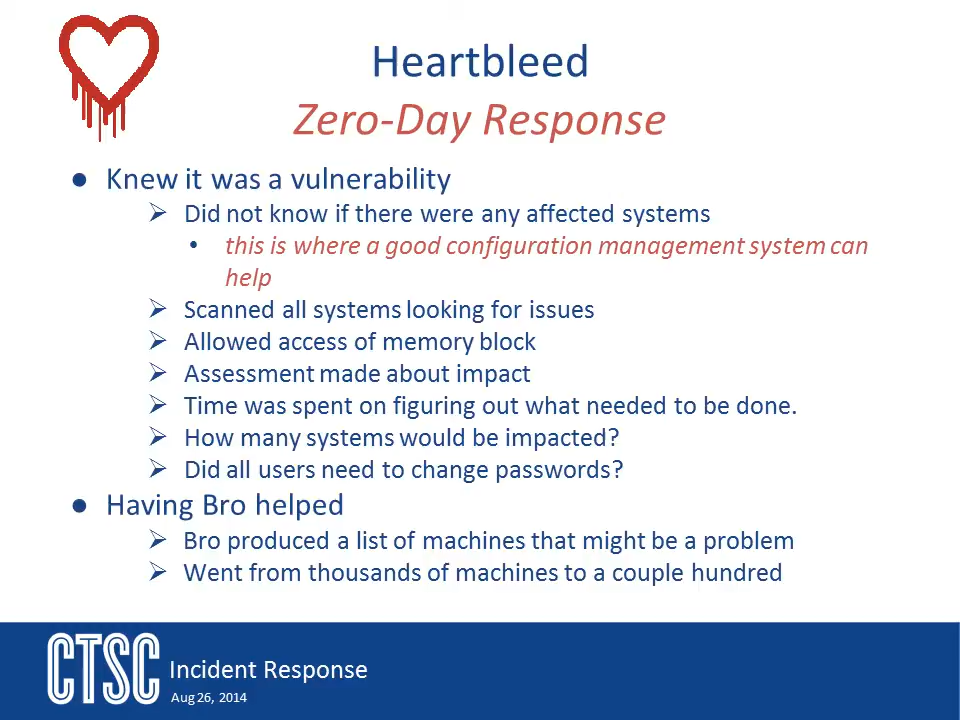 Heartbleed
Zero-Day Response
● Knew it was a vulnerability
➢ Did not know if there were any affected systems
• this is where a good configuration management system can
help
➢ Scanned all systems looking for issues
➢ Allowed access of memory block
➢ Assessment made about impact
➢ Time was spent on figuring out what needed to be done.
➢ How many systems would be impacted?
➢ Did all users need to change passwords?
● Having Bro helped
➢ Bro produced a list of machines that might be a problem
➢ Went from thousands of machines to a couple hundred
CTSC
Incident Response
Aug 26, 2014